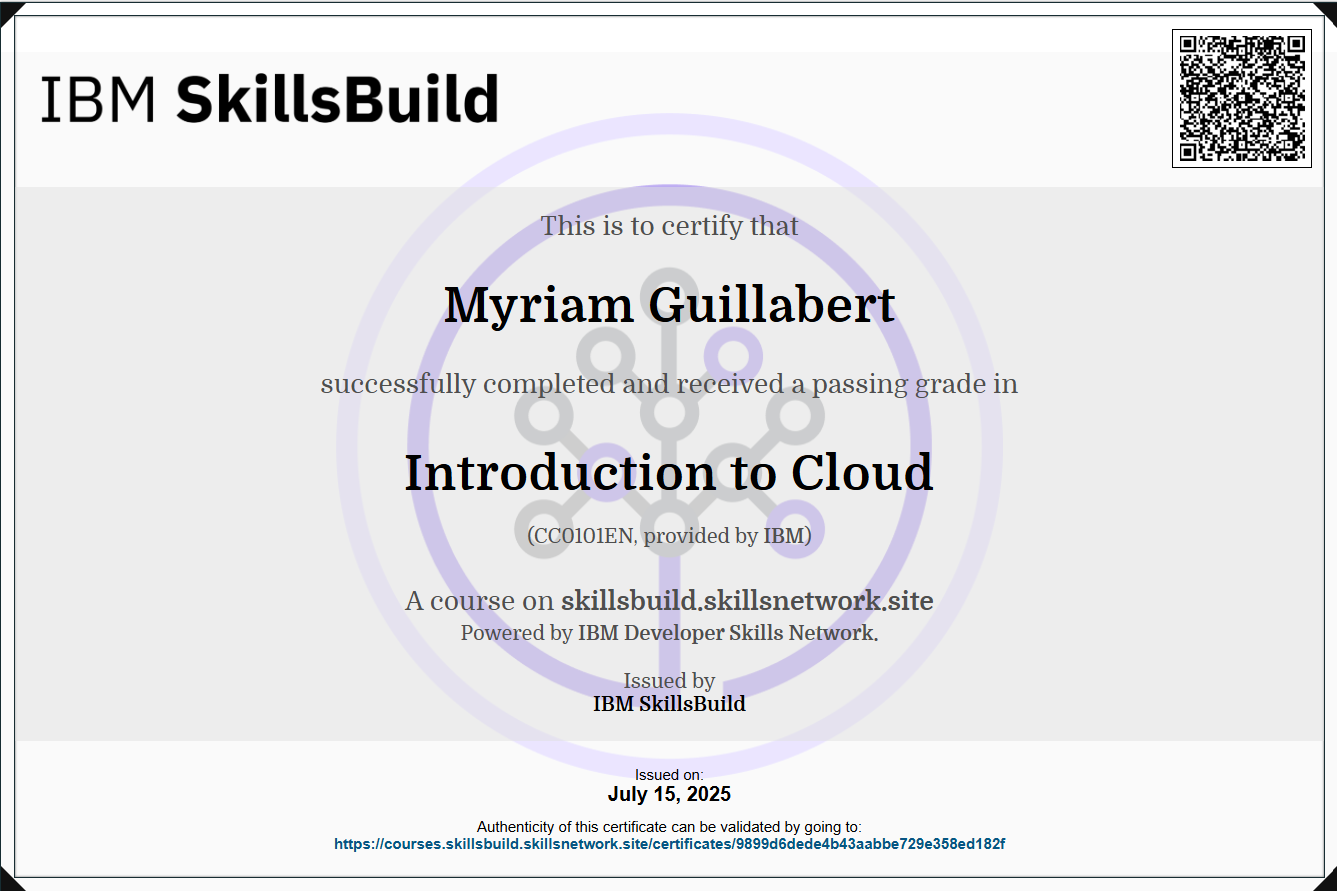 IBM SkillsBuild
This is to certify that
Myriam Guillabert
successfully completed and received a passing grade in
Introduction to Cloud
(CC0101EN, provided by IBM)
A course on skillsbuild.skillsnetwork.site
Powered by IBM Developer Skills Network.
Issued by
IBM SkillsBuild
Issued on:
July 15, 2025
Authenticity of this certificate can be validated by going to:
https://courses.skillsbuild.skillsnetwork.site/certificates/9899d6dede4b43aabbe729e358ed182f